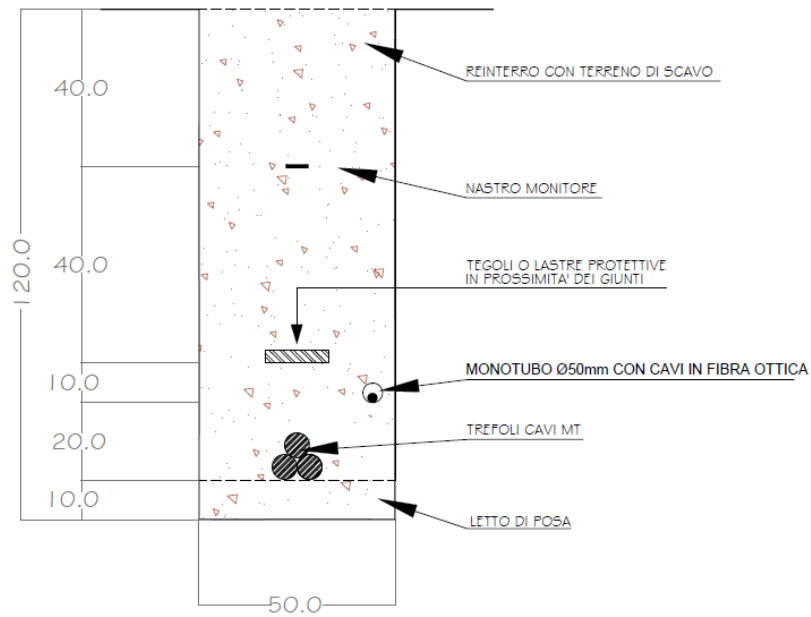 REINTERRO CON TERRENO DI SCAVO
40.0
NASTRO MONITORE
40.0
120.0
TEGOLI O LASTRE PROTETTIVE
IN PROSSIMITA' DEI GIUNTI
MONOTUBO Ø50mm CON CAVI IN FIBRA OTTICA
10.0
TREFOLI CAVI MT
20.0
10.0
LETTO DI POSA
50.0